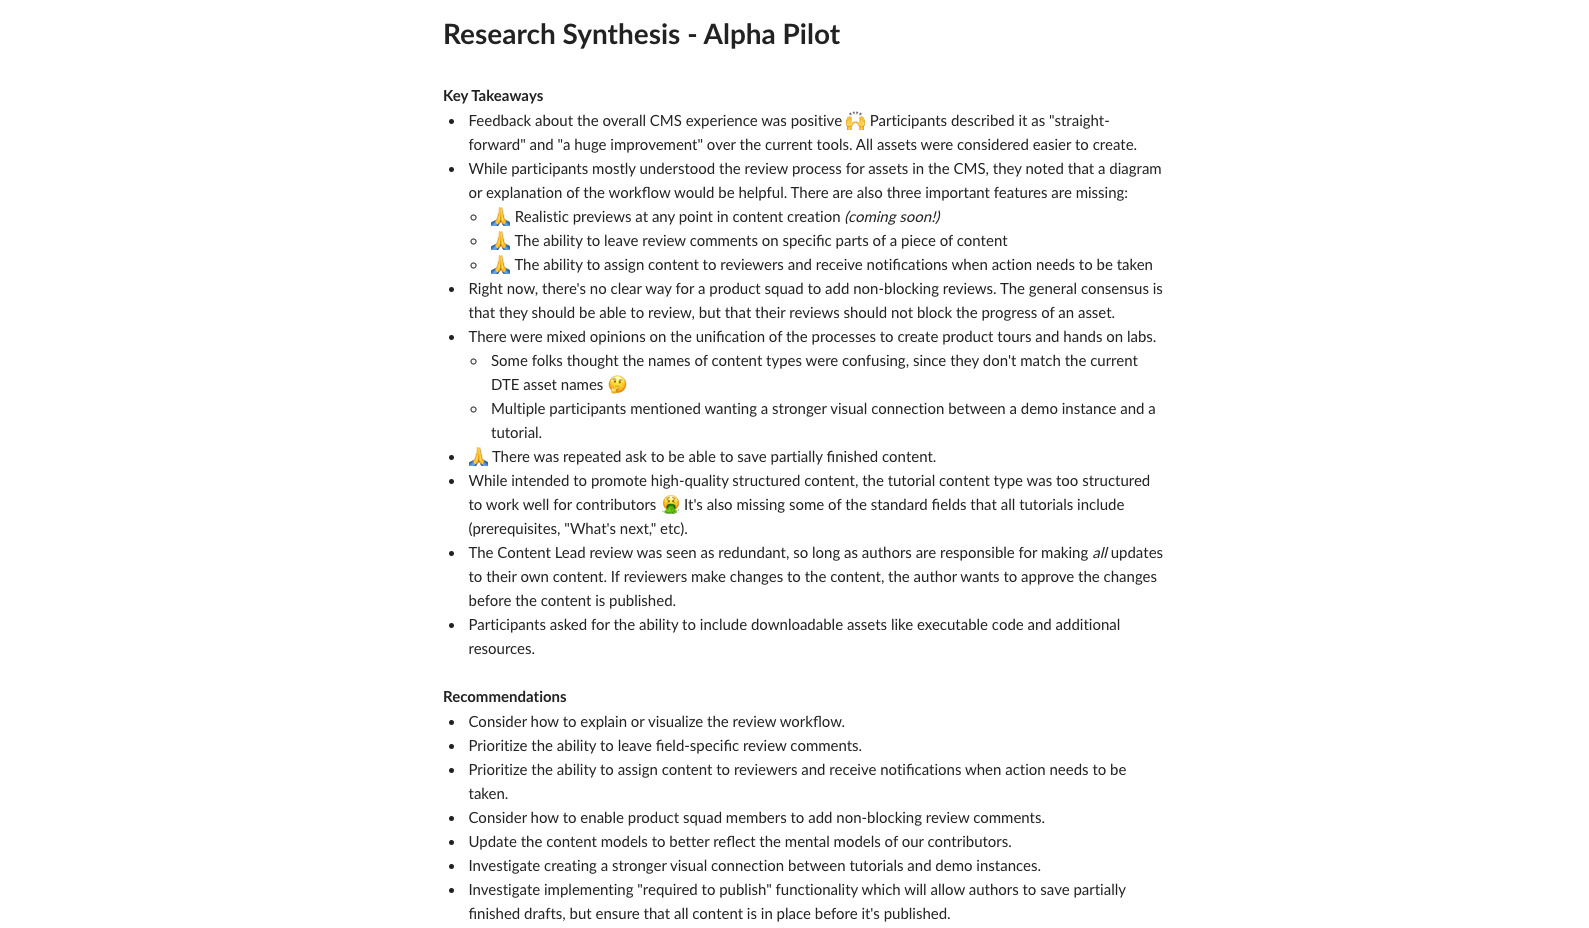 Research Synthesis - Alpha Pilot
Key Takeaways
• Feedback about the overall CMS experience was positive 🙌 Participants described it as "straight-
forward" and "a huge improvement" over the current tools. All assets were considered easier to create.
• While participants mostly understood the review process for assets in the CMS, they noted that a diagram
or explanation of the workflow would be helpful. There are also three important features are missing:
◦ 🙏 Realistic previews at any point in content creation (coming soon!)
◦ 🙏 The ability to leave review comments on specific parts of a piece of content
◦ 🙏 The ability to assign content to reviewers and receive notifications when action needs to be taken
• Right now, there's no clear way for a product squad to add non-blocking reviews. The general consensus is
that they should be able to review, but that their reviews should not block the progress of an asset.
• There were mixed opinions on the unification of the processes to create product tours and hands on labs.
◦ Some folks thought the names of content types were confusing, since they don't match the current
DTE asset names 🤔
◦ Multiple participants mentioned wanting a stronger visual connection between a demo instance and a
tutorial.
• 🙏 There was repeated ask to be able to save partially finished content.
• While intended to promote high-quality structured content, the tutorial content type was too structured
to work well for contributors 🤮 It's also missing some of the standard fields that all tutorials include
(prerequisites, "What's next," etc).
• The Content Lead review was seen as redundant, so long as authors are responsible for making all updates
to their own content. If reviewers make changes to the content, the author wants to approve the changes
before the content is published.
• Participants asked for the ability to include downloadable assets like executable code and additional
resources.
Recommendations
• Consider how to explain or visualize the review workflow.
• Prioritize the ability to leave field-specific review comments.
• Prioritize the ability to assign content to reviewers and receive notifications when action needs to be
taken.
• Consider how to enable product squad members to add non-blocking review comments.
• Update the content models to better reflect the mental models of our contributors.
• Investigate creating a stronger visual connection between tutorials and demo instances.
• Investigate implementing "required to publish" functionality which will allow authors to save partially
finished drafts, but ensure that all content is in place before it's published.